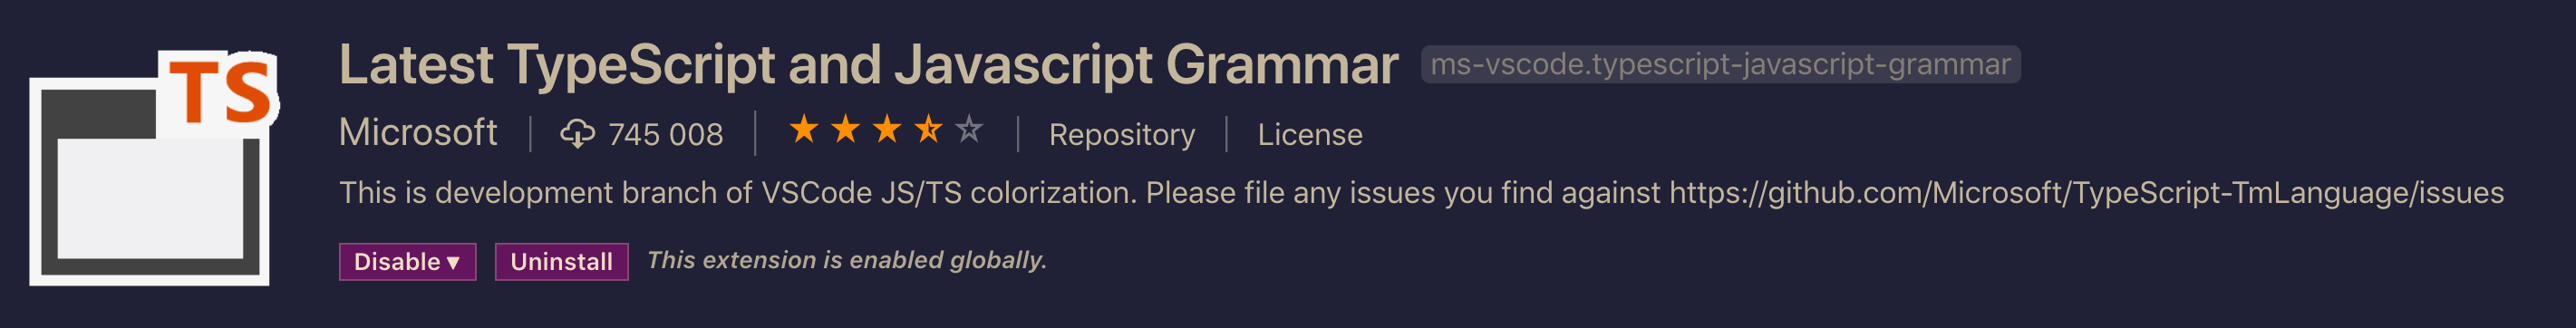 TS
Latest TypeScript and Javascript Grammar ms-vscode.typescript-javascript-grammar
Microsoft 745 008 Repository License
This is development branch of VSCode JS/TS colorization. Please file any issues you find against https://github.com/Microsoft/TypeScript-TmLanguage/issues
Disable Uninstall This extension is enabled globally.